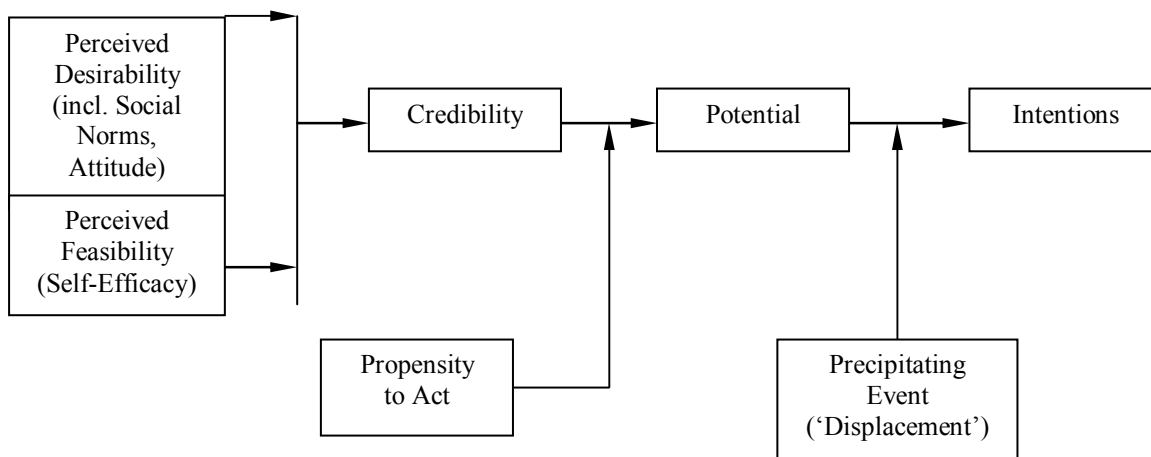 Perceived
Desirability
(incl. Social
Norms,
Attitude)
Perceived
Feasibility
(Self-Efficacy)
Credibility
Potential
Intentions
Propensity
to Act
Precipitating
Event
(‘Displacement’)